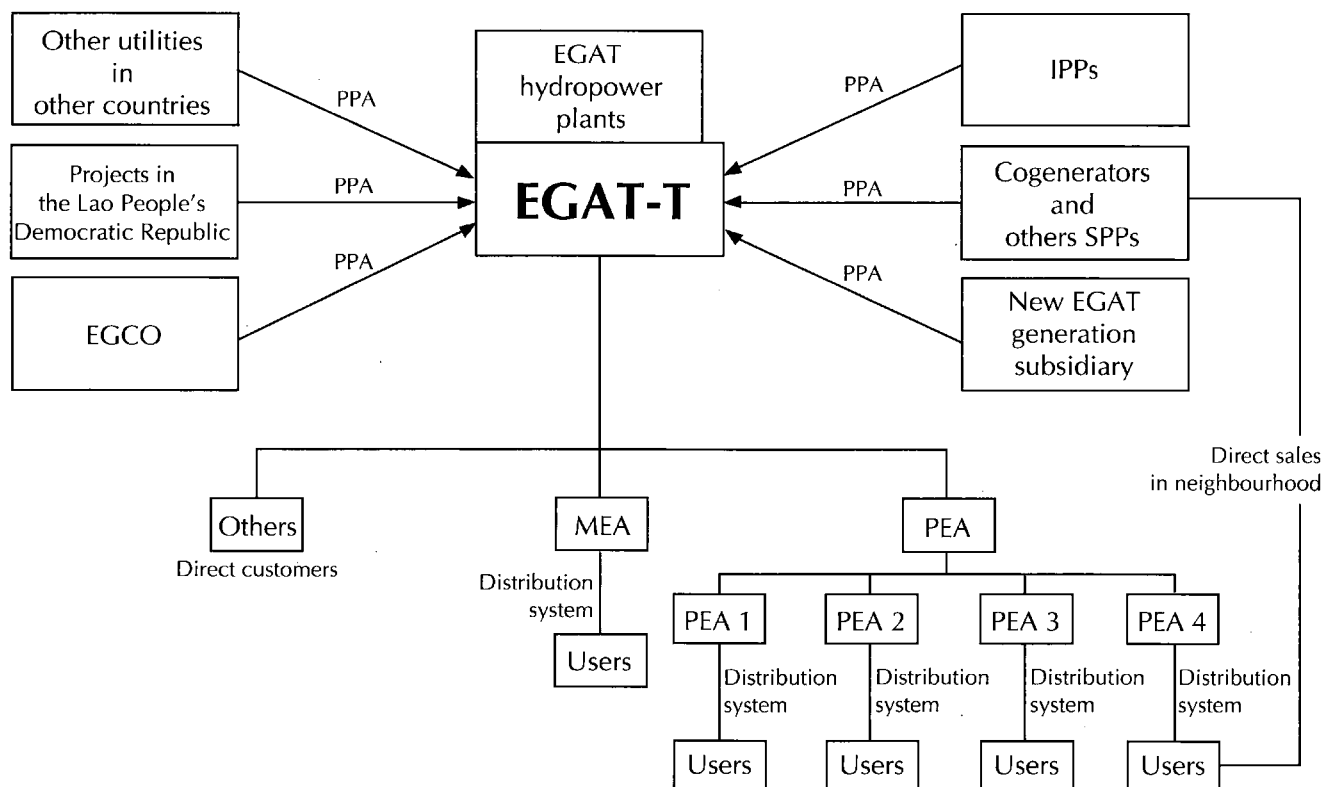 Other utilities
in
other countries
PPA
EGAT
hydropower
plants
PPA
IPPs
Projects in
the Lao People's
Democratic Republic
PPA
EGAT-T
PPA
Cogenerators
and
others SPPs
EGCO
PPA
PPA
New EGAT
generation
subsidiary
Direct sales
in neighbourhood
Others
Direct customers
MEA
PEA
Distribution
system
Users
PEA 1
PEA 2
PEA 3
PEA 4
Distribution
system
Distribution
system
Distribution
system
Distribution
system
Users
Users
Users
Users